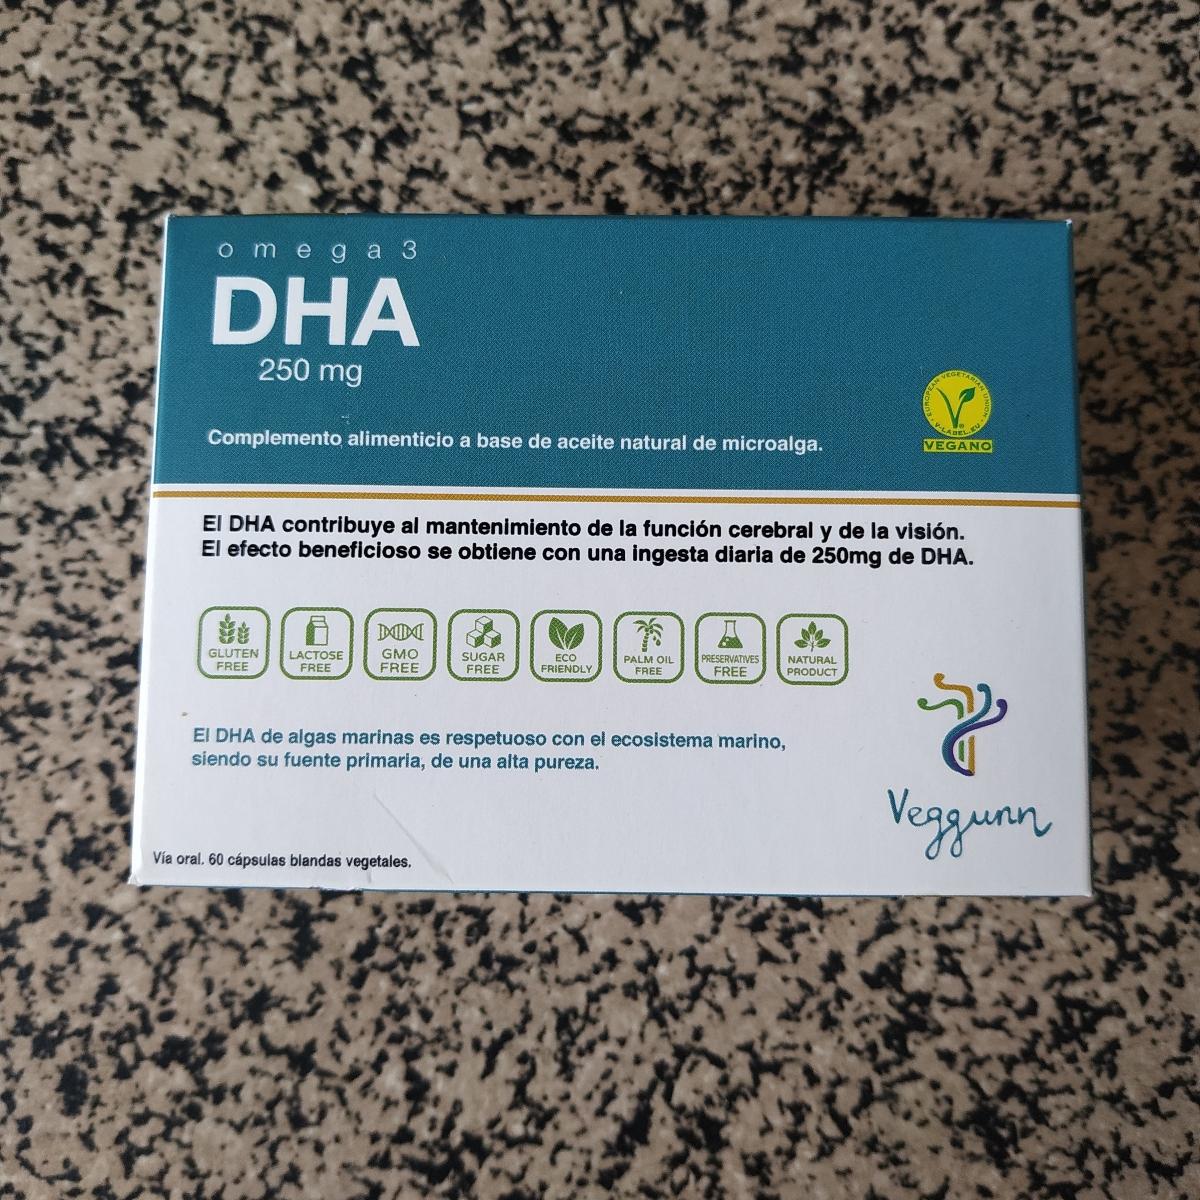 omega3
DHA
250 mg
Complemento alimenticio a base de aceite natural de microalga.
EUROPEAN VEGETARIAN UNION
V-LABEL.EU
VEGANO
El DHA contribuye al mantenimiento de la función cerebral y de la visión.
El efecto beneficioso se obtiene con una ingesta diaria de 250mg de DHA.
GLUTEN
FREE
LACTOSE
FREE
GMO
FREE
SUGAR
FREE
ECO
FRIENDLY
PALM OIL
FREE
PRESERVATIVES
FREE
NATURAL
PRODUCT
El DHA de algas marinas es respetuoso con el ecosistema marino,
siendo su fuente primaria, de una alta pureza.
Veggunn
Vía oral. 60 cápsulas blandas vegetales.